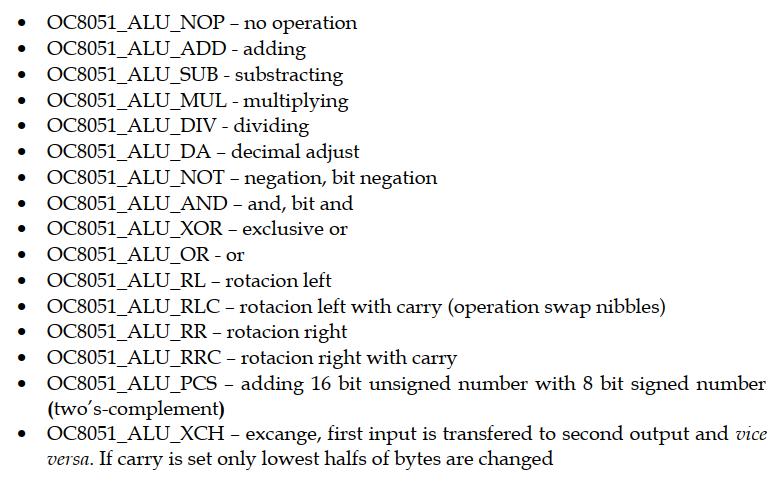 • OC8051_ALU_NOP – no operation
• OC8051_ALU_ADD - adding
• OC8051_ALU_SUB - substracting
• OC8051_ALU_MUL - multiplying
• OC8051_ALU_DIV - dividing
• OC8051_ALU_DA – decimal adjust
• OC8051_ALU_NOT – negation, bit negation
• OC8051_ALU_AND – and, bit and
• OC8051_ALU_XOR – exclusive or
• OC8051_ALU_OR - or
• OC8051_ALU_RL – rotacion left
• OC8051_ALU_RLC – rotacion left with carry (operation swap nibbles)
• OC8051_ALU_RR – rotacion right
• OC8051_ALU_RRC – rotacion right with carry
• OC8051_ALU_PCS – adding 16 bit unsigned number with 8 bit signed number
(two's-complement)
• OC8051_ALU_XCH – excange, first input is transfered to second output and vice
versa. If carry is set only lowest halfs of bytes are changed